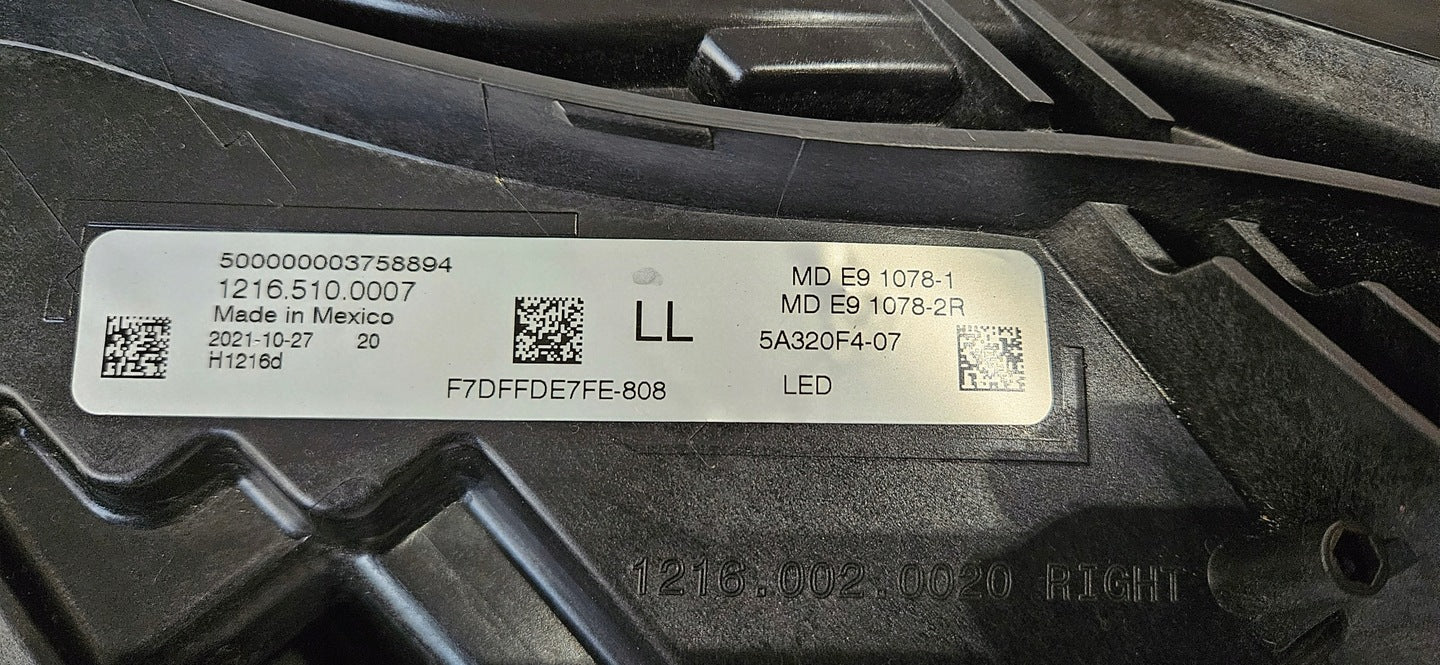 500000003758894
1216.510.0007
Made in Mexico
2021-10-27 20
H1216d
F7DFFDE7FE-808
LL
MD E9 1078-1
MD E9 1078-2R
5A320F4-07
LED
1216.002.0020 RIGHT